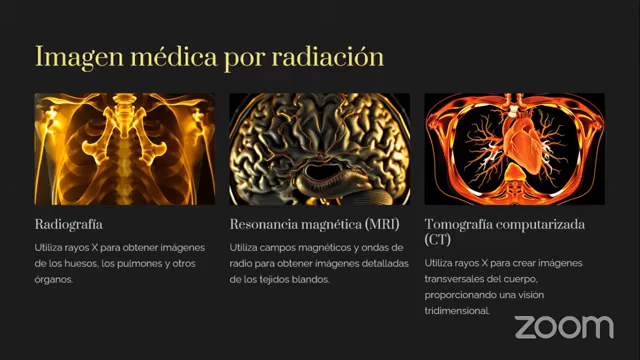 Imagen médica por radiación
Radiografía
Utiliza rayos X para obtener imágenes
de los huesos, los pulmones y otros
órganos.
Resonancia magnética (MRI)
Utiliza campos magnéticos y ondas de
radio para obtener imágenes detalladas
de los tejidos blandos.
Tomografía computarizada
(CT)
Utiliza rayos X para crear imágenes
transversales del cuerpo,
proporcionando una visión
tridimensional.
zoom